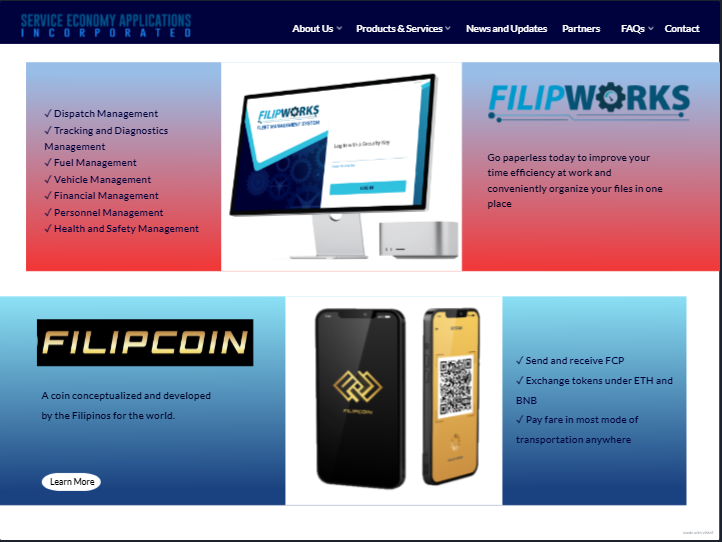 SERVICE ECONOMY APPLICATIONS
INCORPORATED
About Us
Products & Services
News and Updates
Partners
FAQs
Contact
✓ Dispatch Management
✓ Tracking and Diagnostics
Management
✓ Fuel Management
✓ Vehicle Management
✓ Financial Management
✓ Personnel Management
✓ Health and Safety Management
FILIPWORKS
FLEET MANAGEMENT SYSTEM
Log in with a Security Key
LOG IN
FILIPWORKS
Go paperless today to improve your
time efficiency at work and
conveniently organize your files in one
place
FILIPCOIN
A coin conceptualized and developed
by the Filipinos for the world.
Learn More
FILIPCOIN
✓ Send and receive FCP
✓ Exchange tokens under ETH and
BNB
✓ Pay fare in most mode of
transportation anywhere